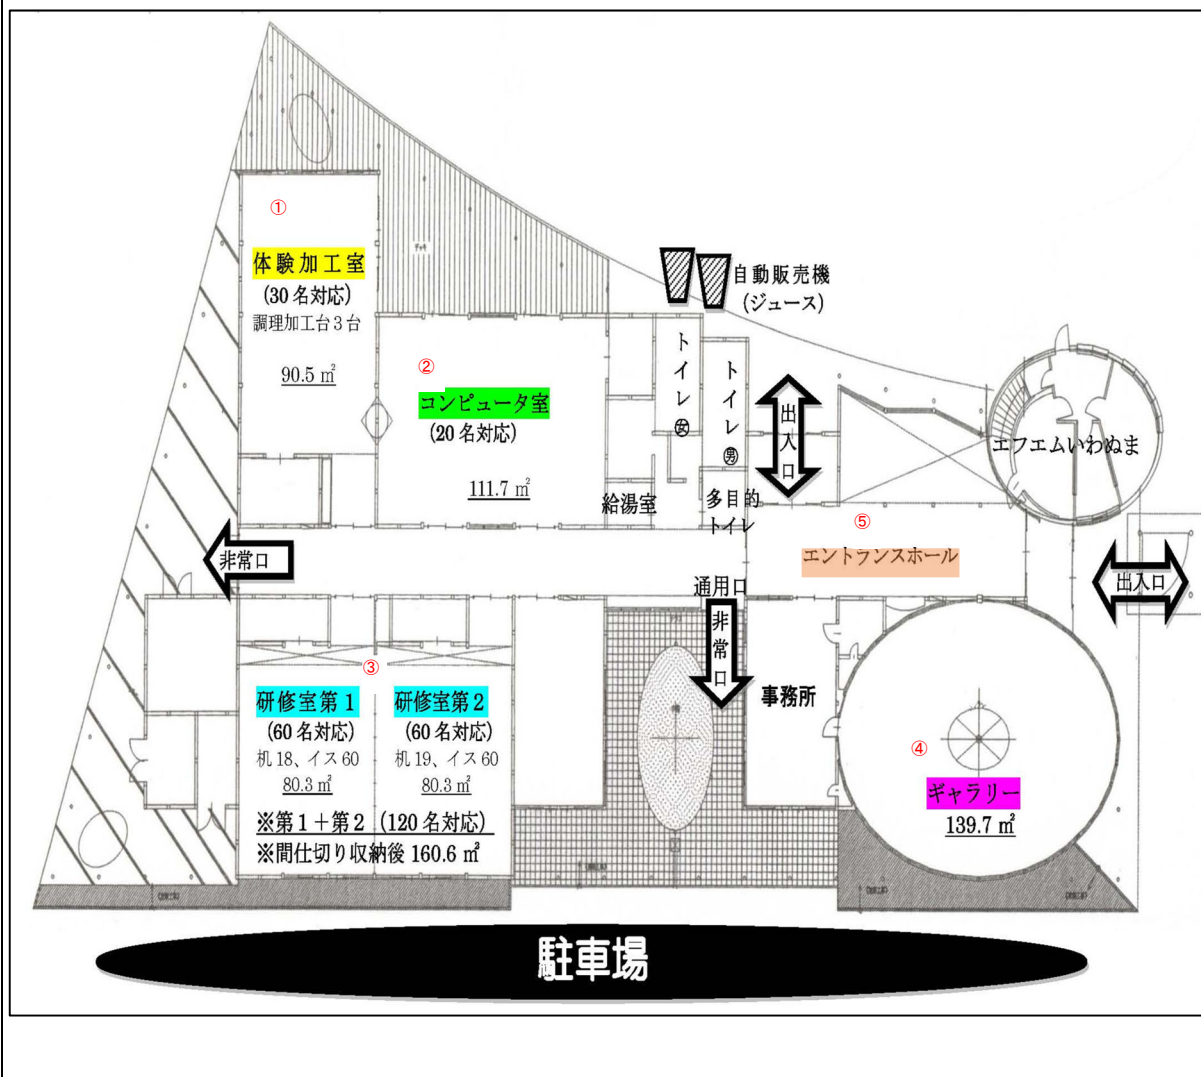 ①
体験加工室
(30名対応)
調理加工台3台
90.5㎡
デッキ
②
コンピュータ室
(20名対応)
111.7㎡
自動販売機
(ジュース)
トイレ㊛
トイレ㊚
給湯室
多目的
トイレ
出入口
エフエムいわぬま
⑤
エントランスホール
出入口
非常口
通用口
非常口
③
研修室第1
(60名対応)
机18、イス60
80.3㎡
研修室第2
(60名対応)
机19、イス60
80.3㎡
※第1+第2 (120名対応)
※間仕切り収納後160.6㎡
事務所
④
ギャラリー
139.7㎡
駐車場